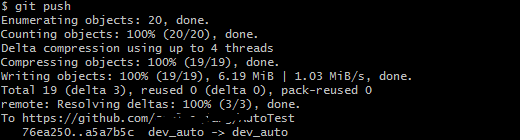 $ git push
Enumerating objects: 20, done.
Counting objects: 100% (20/20), done.
Delta compression using up to 4 threads
Compressing objects: 100% (19/19), done.
Writing objects: 100% (19/19), 6.19 MiB | 1.03 MiB/s, done.
Total 19 (delta 3), reused 0 (delta 0), pack-reused 0
remote: Resolving deltas: 100% (3/3), done.
To https://github.com/ utoTest
76ea250..a5a7b5c dev_auto -> dev_auto